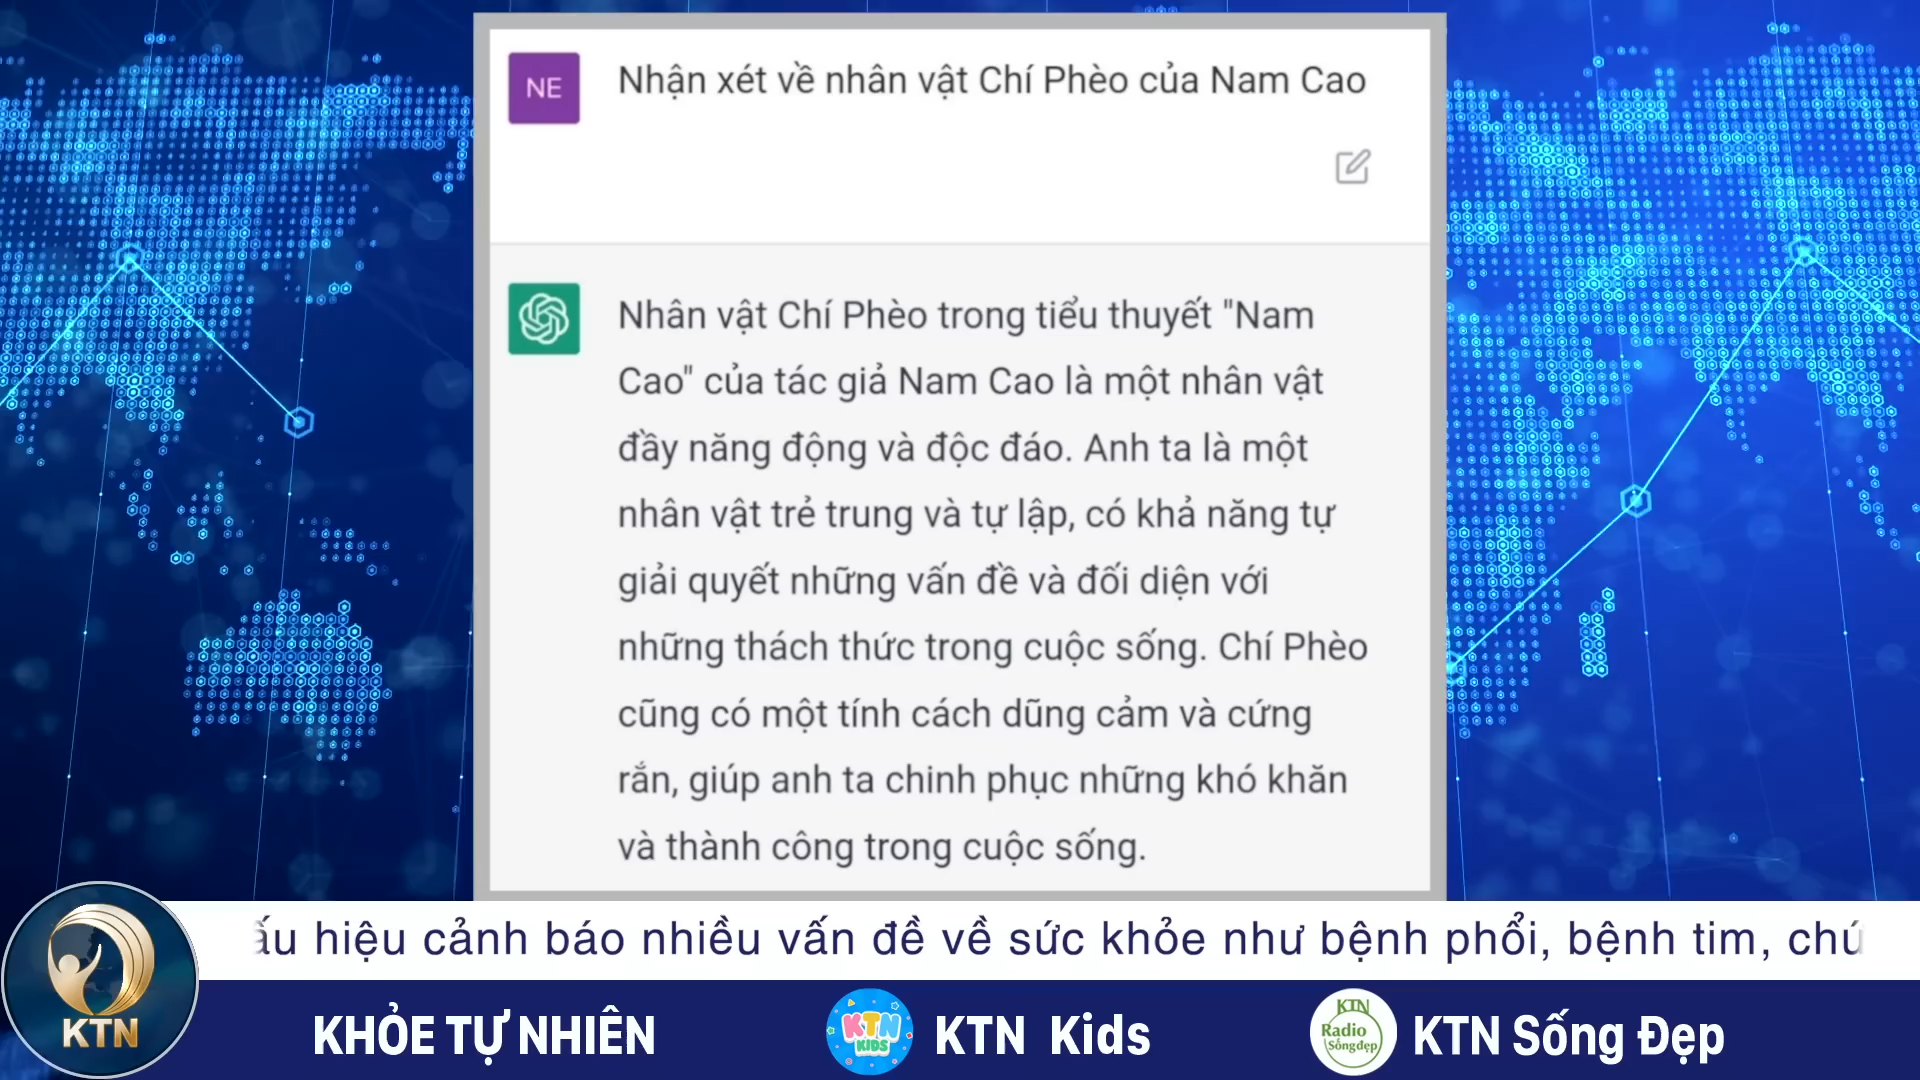 NE
Nhận xét về nhân vật Chí Phèo của Nam Cao
Nhân vật Chí Phèo trong tiểu thuyết "Nam
Cao" của tác giả Nam Cao là một nhân vật
đầy năng động và độc đáo. Anh ta là một
nhân vật trẻ trung và tự lập, có khả năng tự
giải quyết những vấn đề và đối diện với
những thách thức trong cuộc sống. Chí Phèo
cũng có một tính cách dũng cảm và cứng
rắn, giúp anh ta chinh phục những khó khăn
và thành công trong cuộc sống.
hiệu cảnh báo nhiều vấn đề về sức khỏe như bệnh phổi, bệnh tim,
KTN
KHỎE TỰ NHIÊN
KTN
KIDS
KTN Kids
KTN
Radio
Sốngđẹp
KTN Sống Đẹp